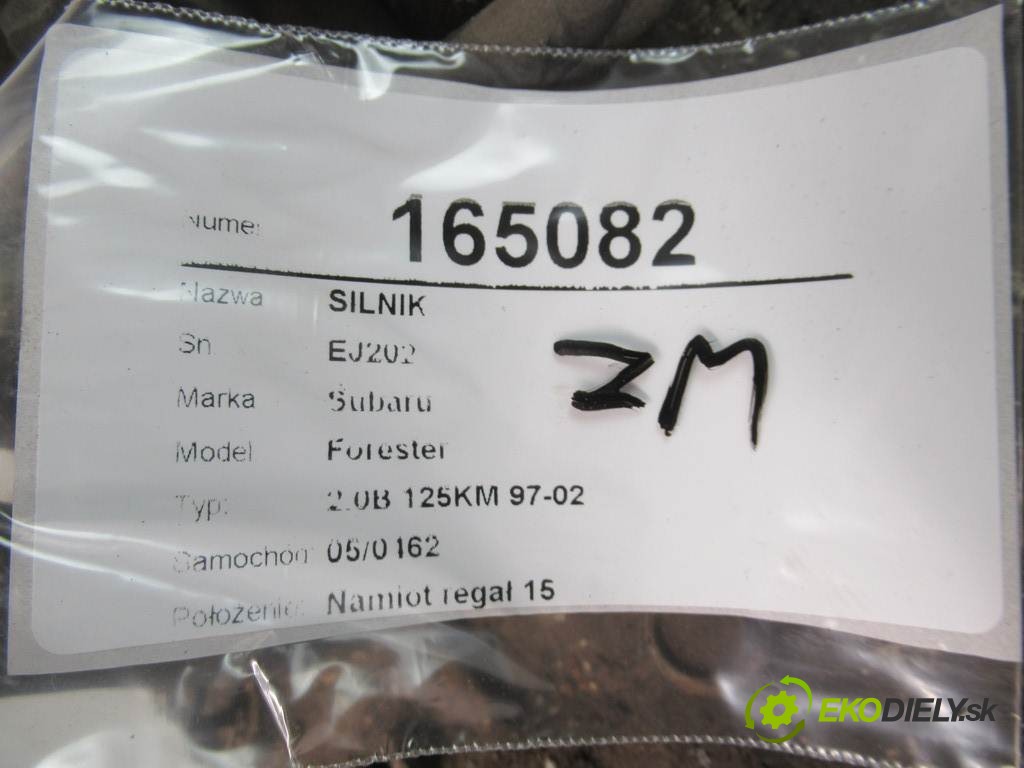 Numer 165082
Nazwa SILNIK
Sn EJ202
Marka Subaru
Model Forester
Typ: 2.0B 125KM 97-02
Samochód 05/0162
Położenie: Namiot regał 15
ZM
EKODIELY.sk